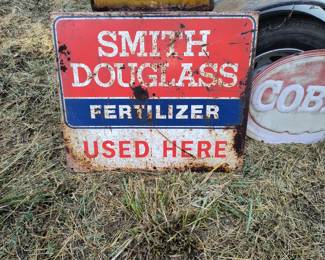 SMITH
DOUGLASS
FERTILIZER
USED HERE
COB